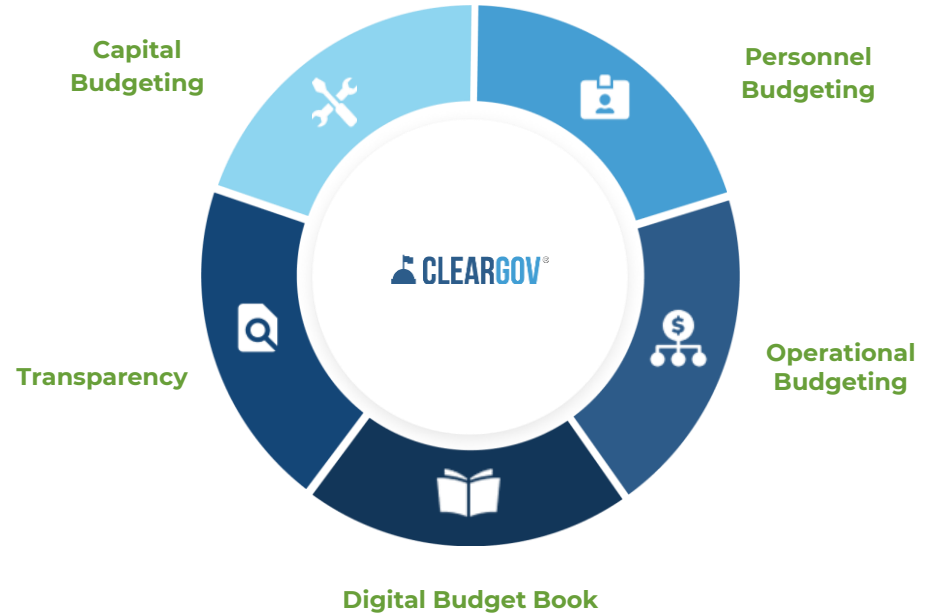 Capital
Budgeting
Personnel
Budgeting
$
CLEARGOV®
Operational
Budgeting
Transparency
Digital Budget Book